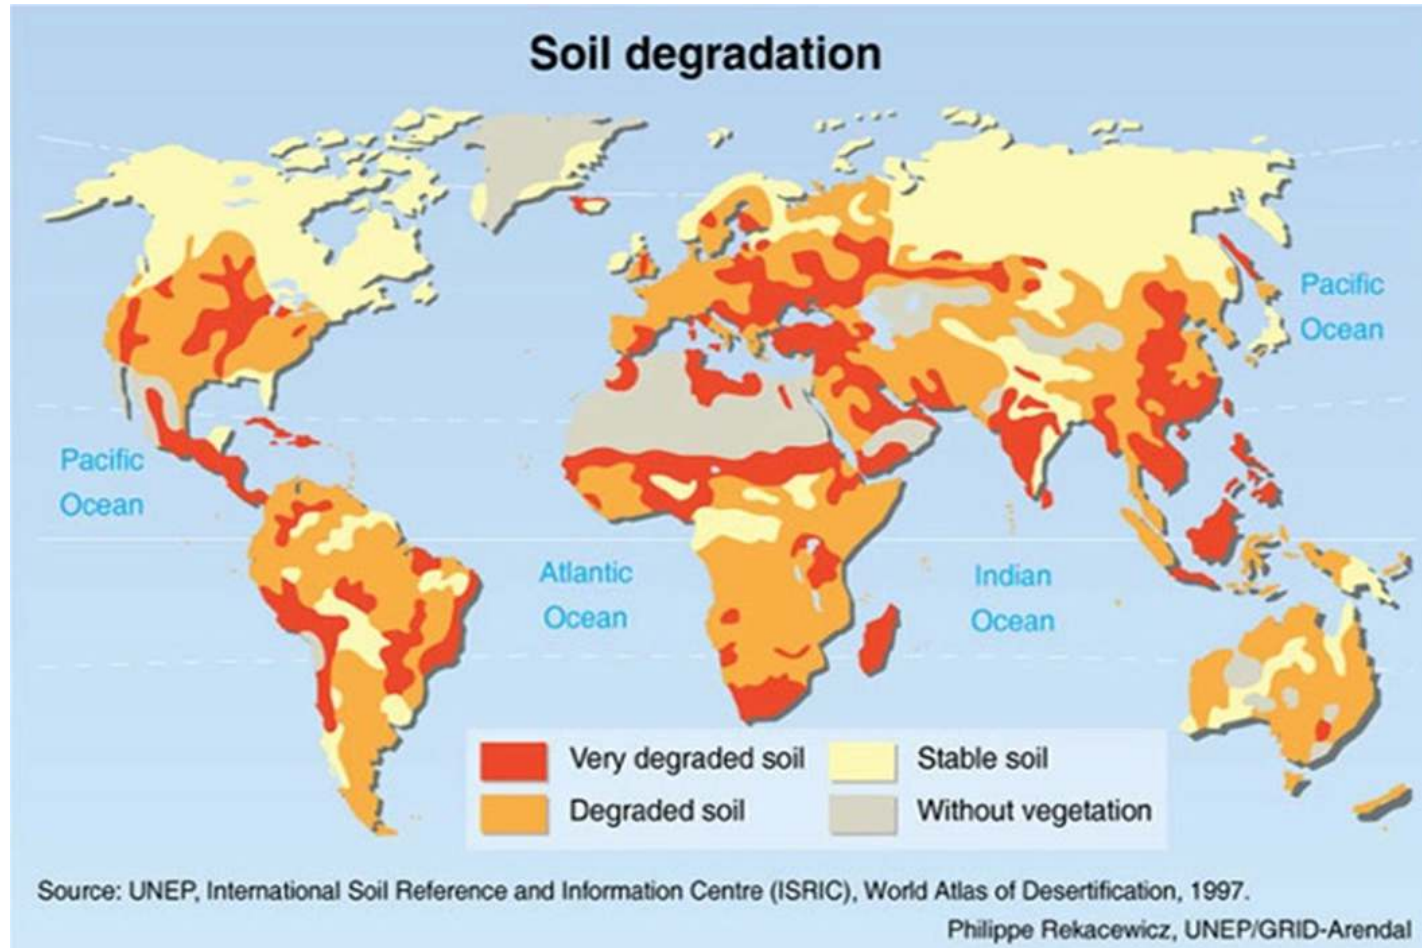 Soil degradation
Pacific
Ocean
Pacific
Ocean
Atlantic
Ocean
Indian
Ocean
Very degraded soil
Stable soil
Degraded soil
Without vegetation
Source: UNEP, International Soil Reference and Information Centre (ISRIC), World Atlas of Desertification, 1997.
Philippe Rekacewicz, UNEP/GRID-Arendal